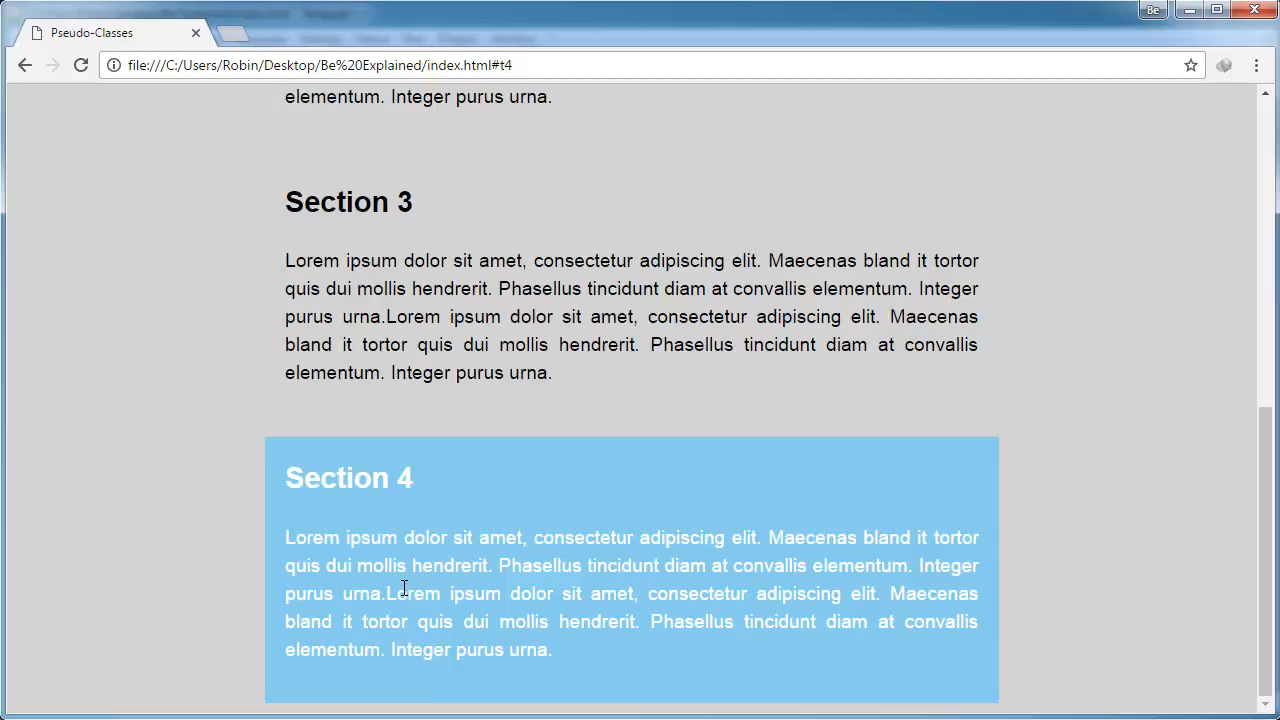 Be
Pseudo-Classes
file:///C:/Users/Robin/Desktop/Be%20Explained/index.html#t4
elementum. Integer purus urna.
Section 3
Lorem ipsum dolor sit amet, consectetur adipiscing elit. Maecenas bland it tortor
quis dui mollis hendrerit. Phasellus tincidunt diam at convallis elementum. Integer
purus urna.Lorem ipsum dolor sit amet, consectetur adipiscing elit. Maecenas
bland it tortor quis dui mollis hendrerit. Phasellus tincidunt diam at convallis
elementum. Integer purus urna.
Section 4
Lorem ipsum dolor sit amet, consectetur adipiscing elit. Maecenas bland it tortor
quis dui mollis hendrerit. Phasellus tincidunt diam at convallis elementum. Integer
purus urna.Lorem ipsum dolor sit amet, consectetur adipiscing elit. Maecenas
bland it tortor quis dui mollis hendrerit. Phasellus tincidunt diam at convallis
elementum. Integer purus urna.